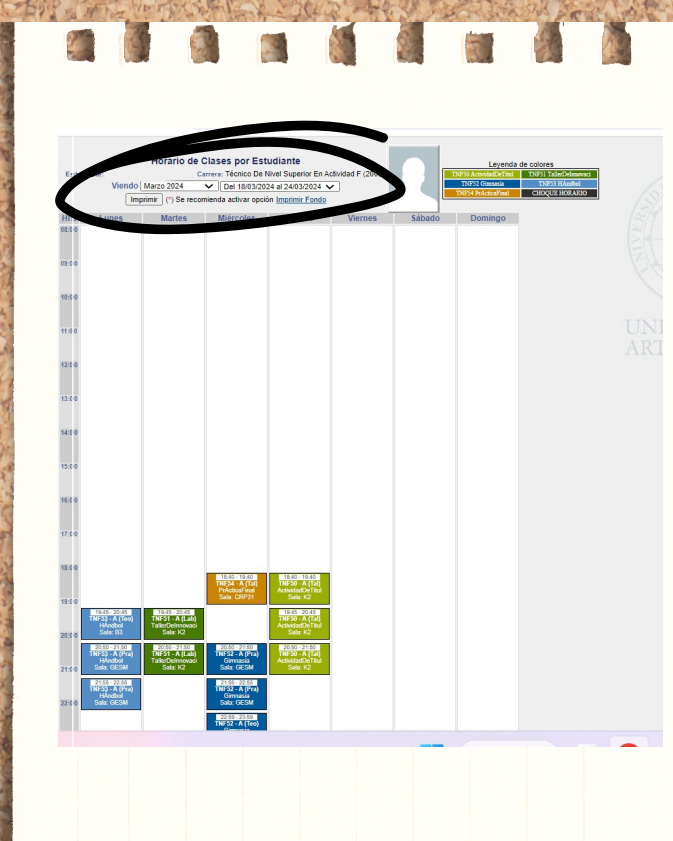 Horario de Clases por Estudiante
Carrera: Técnico De Nivel Superior En Actividad F (200
Viendo Marzo 2024 Del 18/03/2024 al 24/03/2024
Imprimir (*) Se recomienda activar opción Imprimir Fondo
Leyenda de colores
TNF50 ActividadDeTitul TNF51 TallerDeInnovaci
TNF52 Gimnasia TNF53 HAndbol
TNF54 PrActicaFinal CHOQUE HORARIO
UNI
ART
Lunes Martes Miércoles Viernes Sábado Domingo
08:00
09:00
10:00
11:00
12:00
13:00
14:00
15:00
16:00
17:00
18:00
18:40 - 19:40 18:40 - 19:40
TNF54 - A (Tal) TNF50 - A (Tal)
PrActicaFinal ActividadDeTitul
Sala: CRP31 Sala: K2
19:00
19:45 - 20:45 19:45 - 20:45 19:45 - 20:45
TNF53 - A (Teo) TNF51 - A (Lab) TNF50 - A (Tal)
HAndbol TallerDeInnovaci ActividadDeTitul
Sala: B3 Sala: K2 Sala: K2
20:00
20:50 - 21:50 20:50 - 21:50 20:50 - 21:50 20:50 - 21:50
TNF53 - A (Pra) TNF51 - A (Lab) TNF52 - A (Pra) TNF50 - A (Tal)
HAndbol TallerDeInnovaci Gimnasia ActividadDeTitul
Sala: GESM Sala: K2 Sala: GESM Sala: K2
21:00
21:55 - 22:55 21:55 - 22:55
TNF53 - A (Pra) TNF52 - A (Pra)
HAndbol Gimnasia
Sala: GESM Sala: GESM
22:00
22:59 - 23:59
TNF52 - A (Teo)
Gimnasia